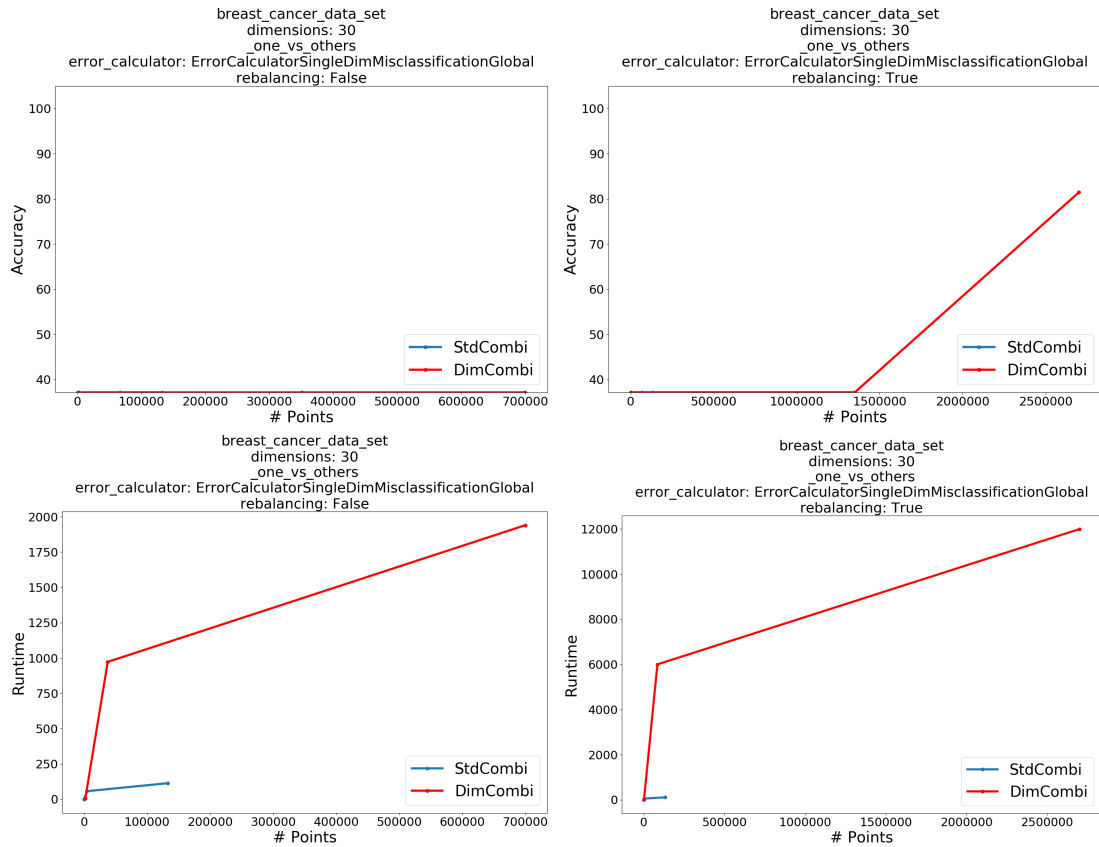 breast_cancer_data_set
dimensions: 30
_one_vs_others
error_calculator: ErrorCalculatorSingleDimMisclassificationGlobal
rebalancing: False
100
90
80
70
60
50
40
Accuracy
StdCombi
DimCombi
0 100000 200000 300000 400000 500000 600000 700000
# Points
breast_cancer_data_set
dimensions: 30
_one_vs_others
error_calculator: ErrorCalculatorSingleDimMisclassificationGlobal
rebalancing: True
100
90
80
70
60
50
40
Accuracy
StdCombi
DimCombi
0 500000 1000000 1500000 2000000 2500000
# Points
breast_cancer_data_set
dimensions: 30
_one_vs_others
error_calculator: ErrorCalculatorSingleDimMisclassificationGlobal
rebalancing: False
2000
1750
1500
1250
1000
750
500
250
0
Runtime
StdCombi
DimCombi
0 100000 200000 300000 400000 500000 600000 700000
# Points
breast_cancer_data_set
dimensions: 30
_one_vs_others
error_calculator: ErrorCalculatorSingleDimMisclassificationGlobal
rebalancing: True
12000
10000
8000
6000
4000
2000
0
Runtime
StdCombi
DimCombi
0 500000 1000000 1500000 2000000 2500000
# Points